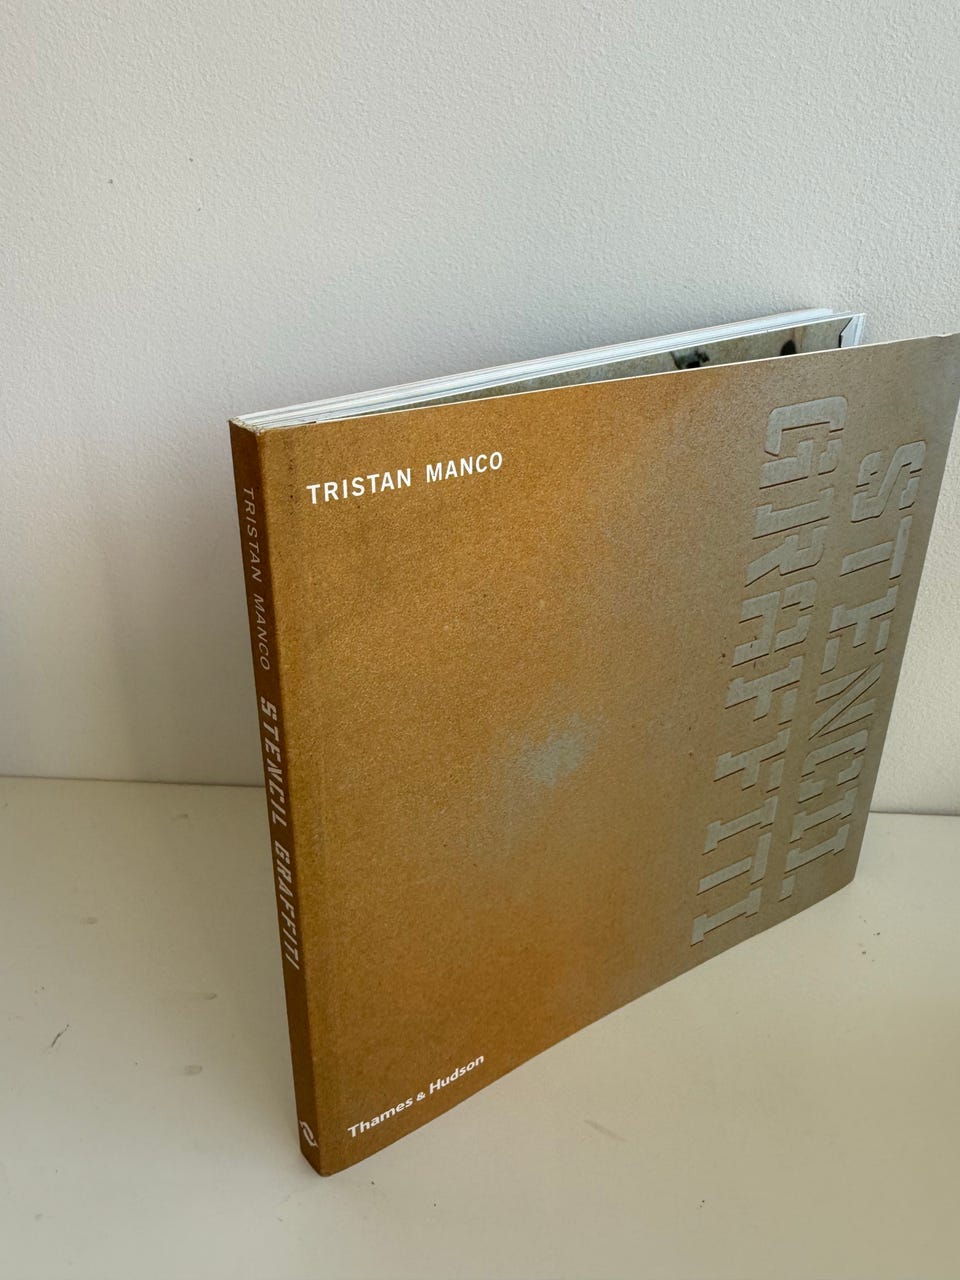 TRISTAN MANCO
STENCIL
GRAFFITI
Thames & Hudson
TRISTAN MANCO STENCIL GRAFFITI